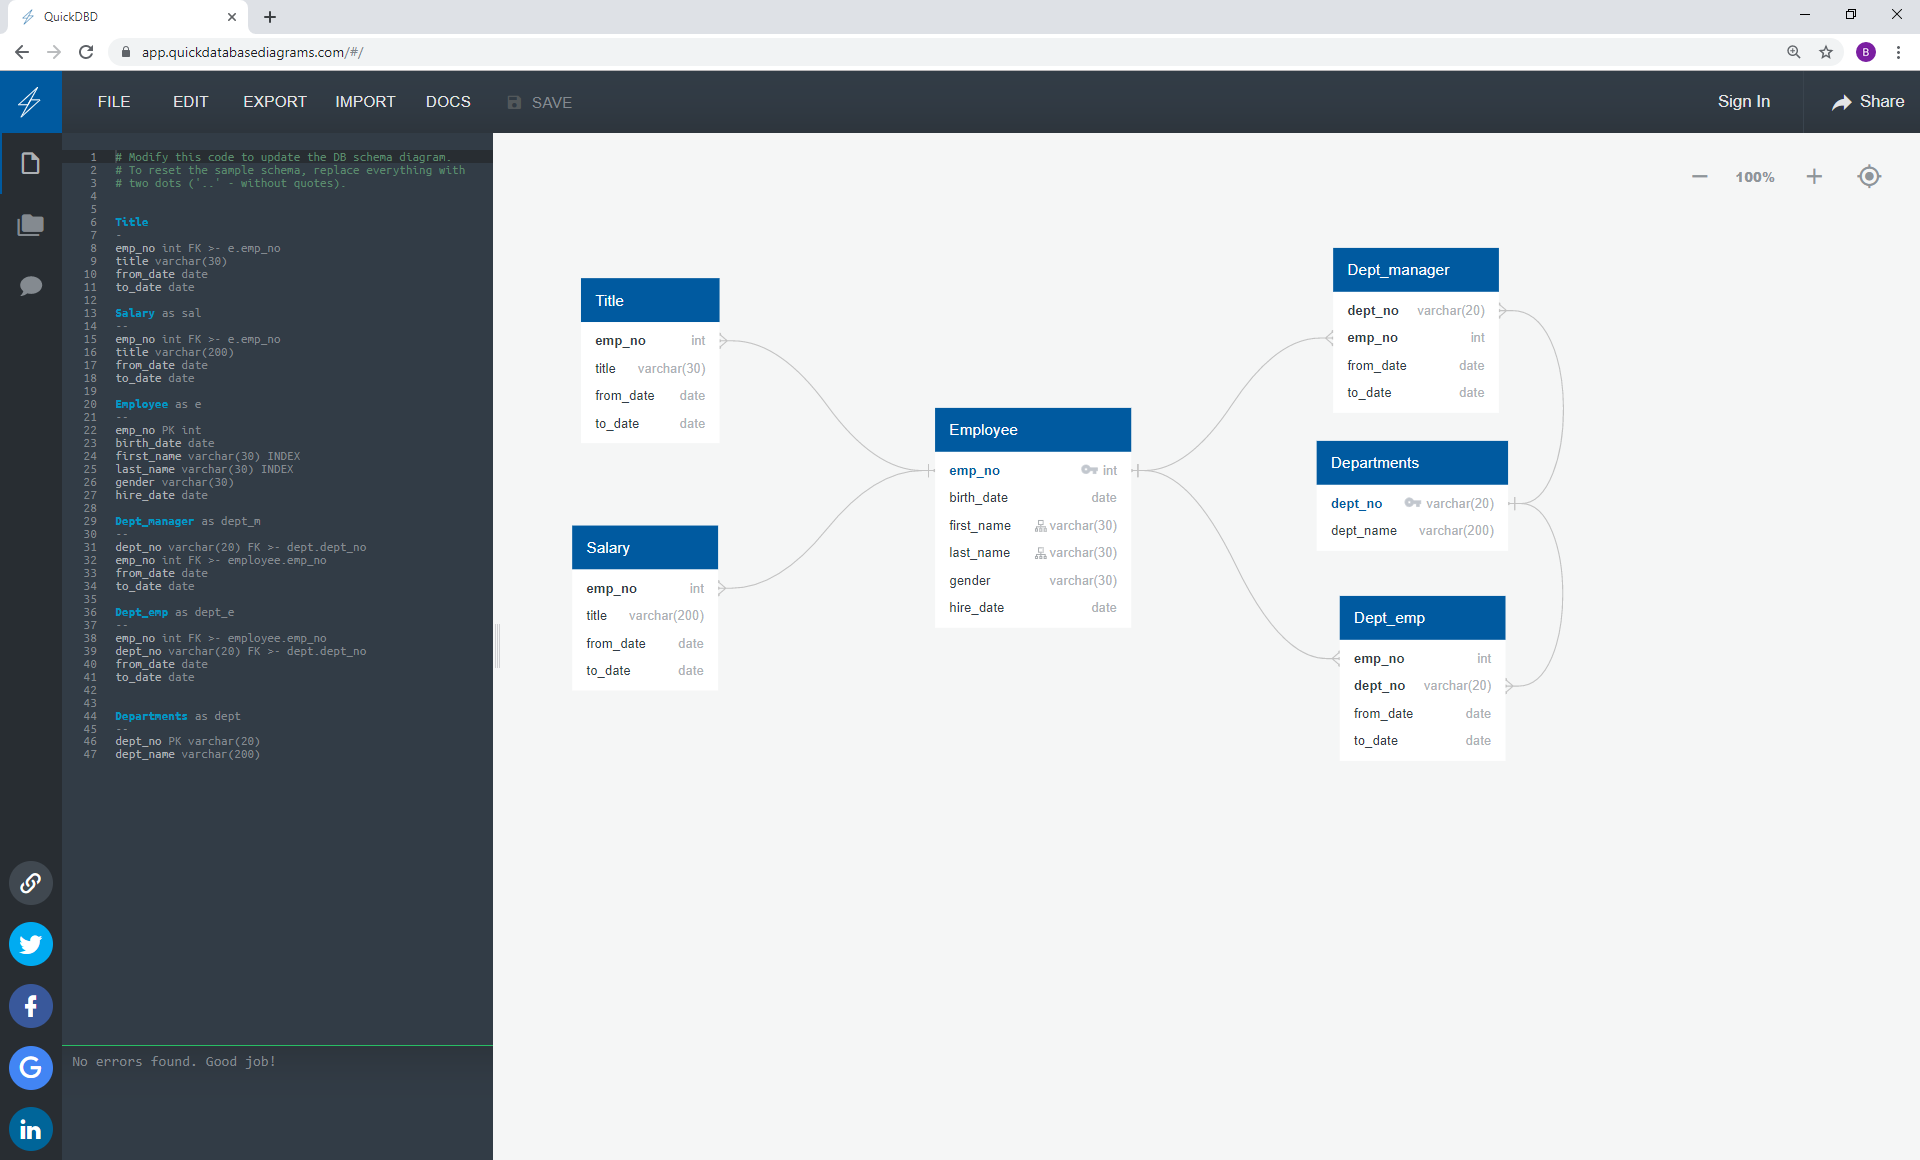 QuickDBD
app.quickdatabasediagrams.com/#/
B
FILE EDIT EXPORT IMPORT DOCS SAVE Sign In Share
1 # Modify this code to update the DB schema diagram.
2 # To reset the sample schema, replace everything with
3 # two dots ('..' - without quotes).
4
5
6 Title
7 -
8 emp_no int FK >- e.emp_no
9 title varchar(30)
10 from_date date
11 to_date date
12
13 Salary as sal
14 --
15 emp_no int FK >- e.emp_no
16 title varchar(200)
17 from_date date
18 to_date date
19
20 Employee as e
21 --
22 emp_no PK int
23 birth_date date
24 first_name varchar(30) INDEX
25 last_name varchar(30) INDEX
26 gender varchar(30)
27 hire_date date
28
29 Dept_manager as dept_m
30 --
31 dept_no varchar(20) FK >- dept.dept_no
32 emp_no int FK >- employee.emp_no
33 from_date date
34 to_date date
35
36 Dept_emp as dept_e
37 --
38 emp_no int FK >- employee.emp_no
39 dept_no varchar(20) FK >- dept.dept_no
40 from_date date
41 to_date date
42
43
44 Departments as dept
45 --
46 dept_no PK varchar(20)
47 dept_name varchar(200)
No errors found. Good job!
100%
Title
emp_no int
title varchar(30)
from_date date
to_date date
Salary
emp_no int
title varchar(200)
from_date date
to_date date
Employee
emp_no int
birth_date date
first_name varchar(30)
last_name varchar(30)
gender varchar(30)
hire_date date
Dept_manager
dept_no varchar(20)
emp_no int
from_date date
to_date date
Departments
dept_no varchar(20)
dept_name varchar(200)
Dept_emp
emp_no int
dept_no varchar(20)
from_date date
to_date date